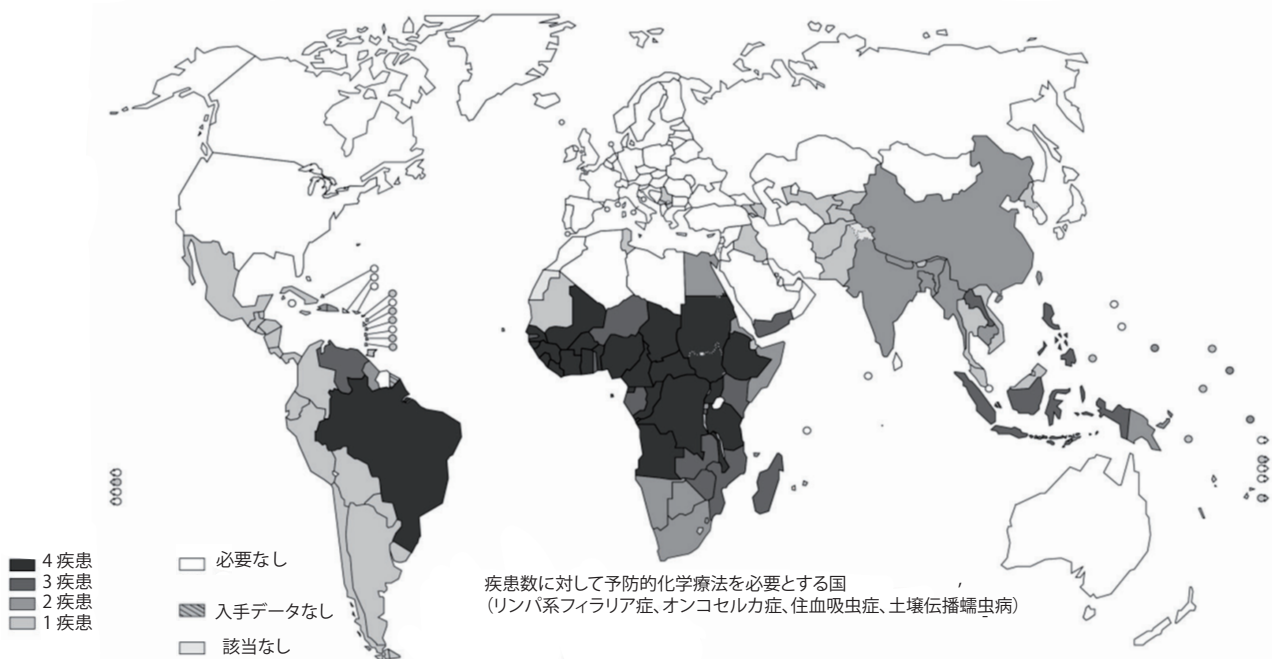 4 疾患
3 疾患
2 疾患
1 疾患
必要なし
入手データなし
該当なし
疾患数に対して予防的化学療法を必要とする国
（リンパ系フィラリア症、オンコセルカ症、住血吸虫症、土壌伝播蠕虫病）